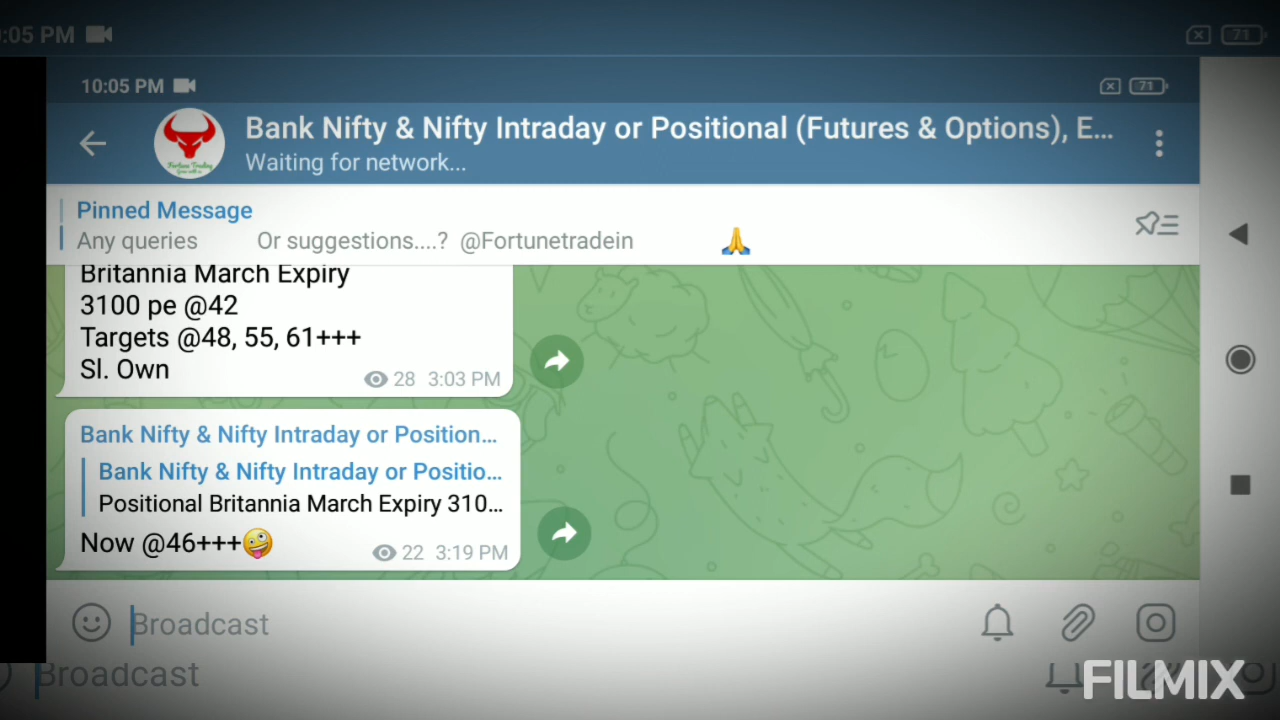 :05 PM
71
10:05 PM
71
Bank Nifty & Nifty Intraday or Positional (Futures & Options), E...
Waiting for network...
Fortune Trading
Pinned Message
Any queries Or suggestions....? @Fortunetradein 🙏
Britannia March Expiry
3100 pe @42
Targets @48, 55, 61+++
Sl. Own
28 3:03 PM
Bank Nifty & Nifty Intraday or Position...
Bank Nifty & Nifty Intraday or Positio...
Positional Britannia March Expiry 310...
Now @46+++🤪
22 3:19 PM
Broadcast
Broadcast
FILMIX